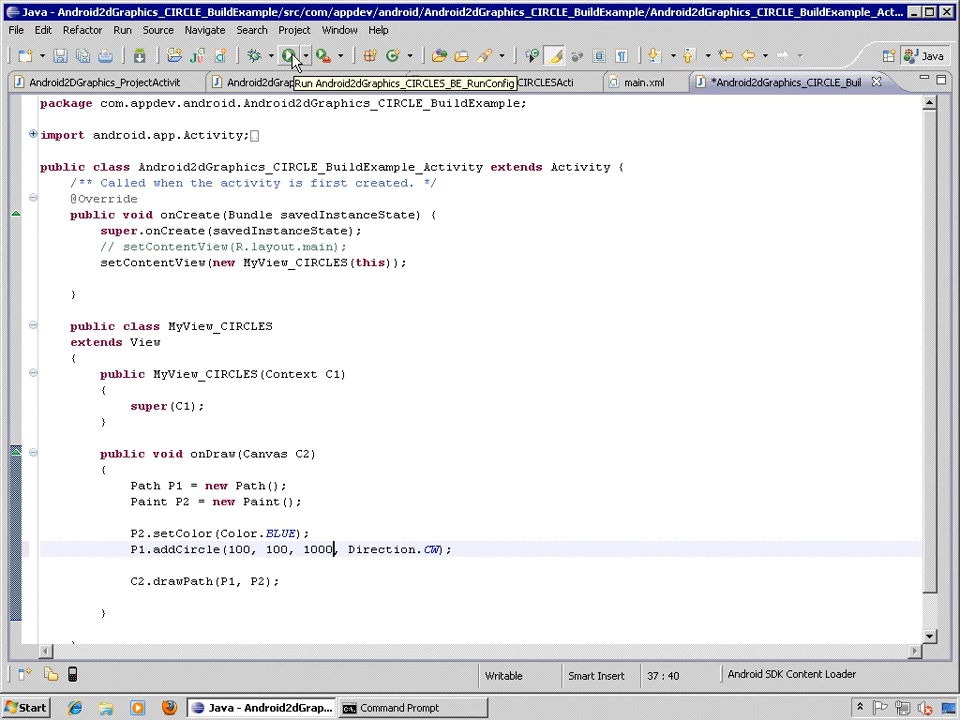 Java - Android2dGraphics_CIRCLE_BuildExample/src/com/appdev/android/Android2dGraphics_CIRCLE_BuildExample/Android2dGraphics_CIRCLE_BuildExample_Act...
File Edit Refactor Run Source Navigate Search Project Window Help
Java
Android2DGraphics_ProjectActivit Android2dGra CIRCLESActi main.xml *Android2dGraphics_CIRCLE_Buil
Run Android2dGraphics_CIRCLES_BE_RunConfig
package com.appdev.android.Android2dGraphics_CIRCLE_BuildExample;
import android.app.Activity;
public class Android2dGraphics_CIRCLE_BuildExample_Activity extends Activity {
/** Called when the activity is first created. */
@Override
public void onCreate(Bundle savedInstanceState) {
super.onCreate(savedInstanceState);
// setContentView(R.layout.main);
setContentView(new MyView_CIRCLES(this));
}
public class MyView_CIRCLES
extends View
{
public MyView_CIRCLES(Context C1)
{
super(C1);
}
public void onDraw(Canvas C2)
{
Path P1 = new Path();
Paint P2 = new Paint();
P2.setColor(Color.BLUE);
P1.addCircle(100, 100, 1000, Direction.CW);
C2.drawPath(P1, P2);
}
Writable Smart Insert 37 : 40 Android SDK Content Loader
Start Java - Android2dGrap... Command Prompt